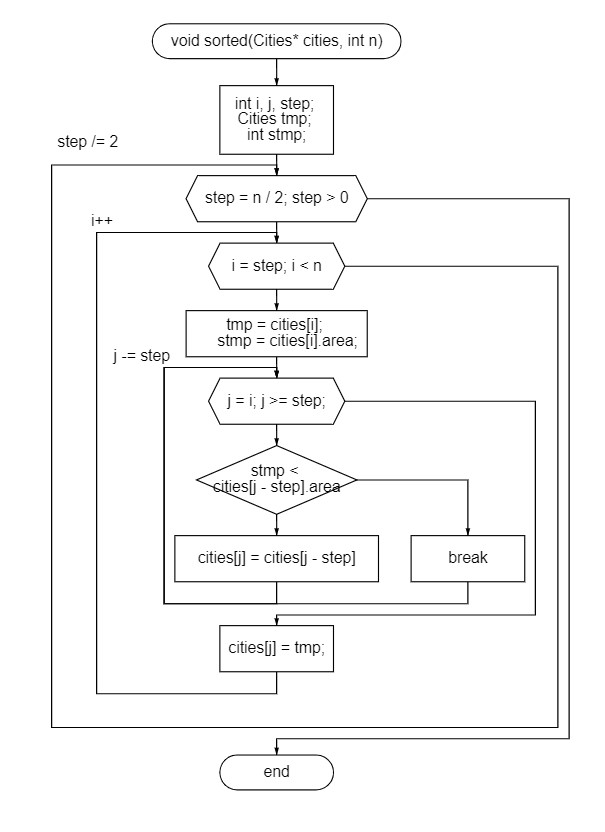 void sorted(Cities* cities, int n)
int i, j, step;
Cities tmp;
int stmp;
step /= 2
step = n / 2; step > 0
i++
i = step; i < n
tmp = cities[i];
stmp = cities[i].area;
j -= step
j = i; j >= step;
stmp <
cities[j - step].area
cities[j] = cities[j - step]
break
cities[j] = tmp;
end